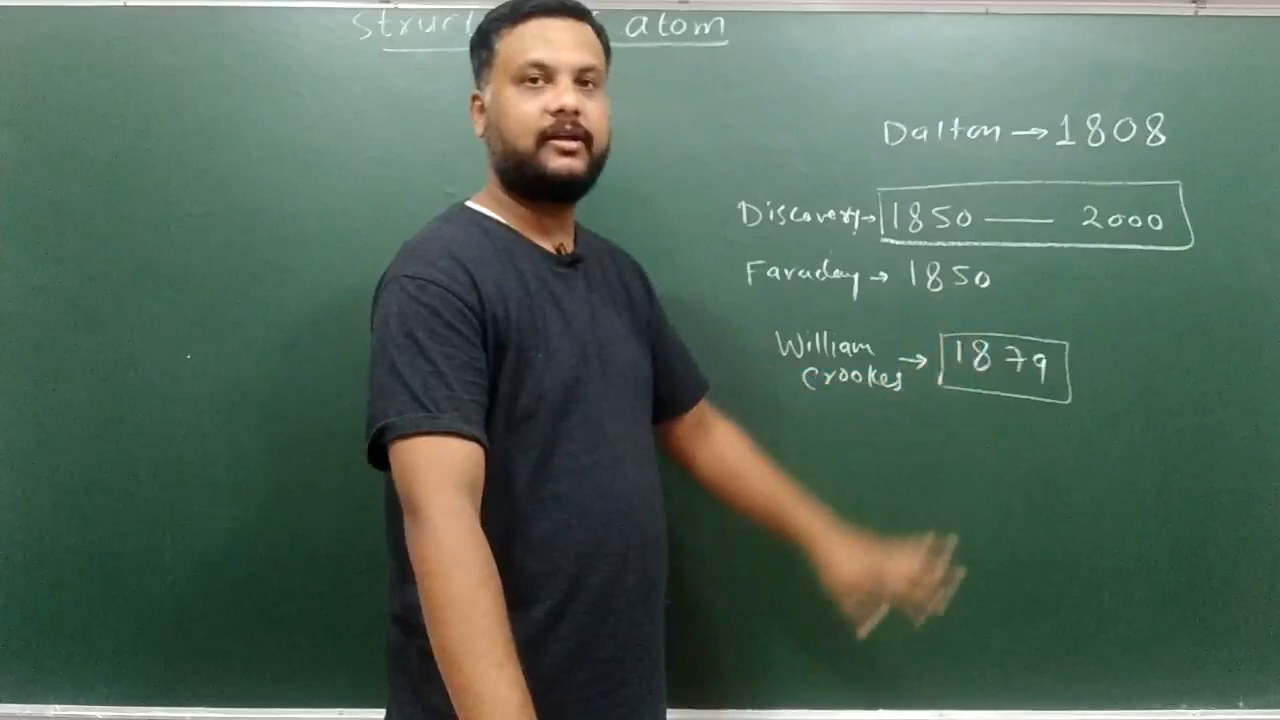 atom
Dalton → 1808
Discovery → 1850 — 2000
Faraday → 1850
William
Crookes → 1879